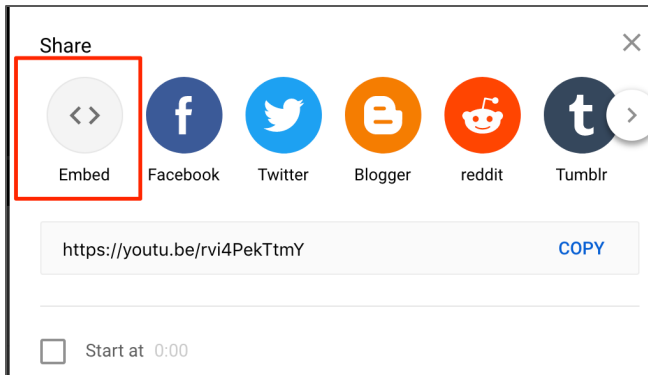 Share
Embed Facebook Twitter Blogger reddit Tumblr
https://youtu.be/rvi4PekTtmY COPY
Start at 0:00